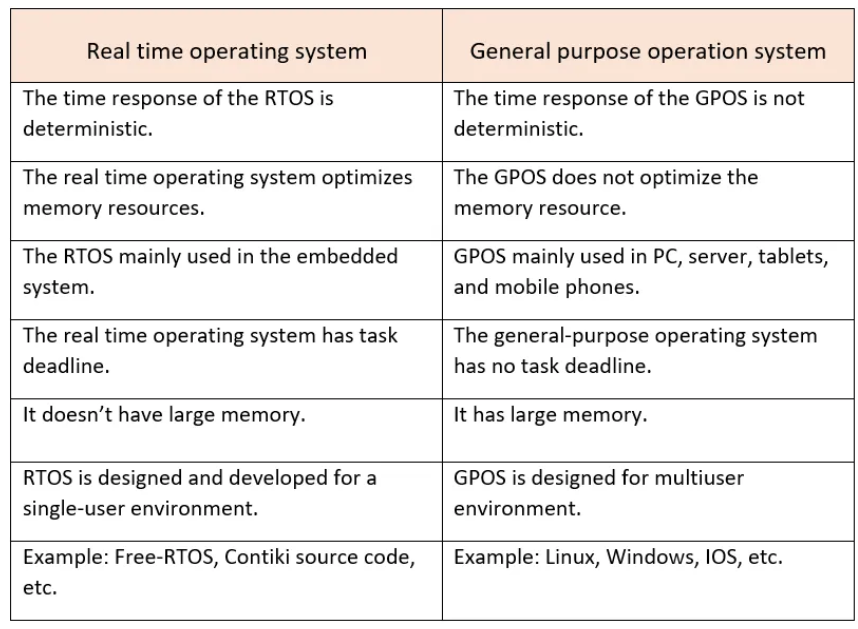 Real time operating system
General purpose operation system
The time response of the RTOS is
deterministic.
The time response of the GPOS is not
deterministic.
The real time operating system optimizes
memory resources.
The GPOS does not optimize the
memory resource.
The RTOS mainly used in the embedded
system.
GPOS mainly used in PC, server, tablets,
and mobile phones.
The real time operating system has task
deadline.
The general-purpose operating system
has no task deadline.
It doesn’t have large memory.
It has large memory.
RTOS is designed and developed for a
single-user environment.
GPOS is designed for multiuser
environment.
Example: Free-RTOS, Contiki source code,
etc.
Example: Linux, Windows, IOS, etc.